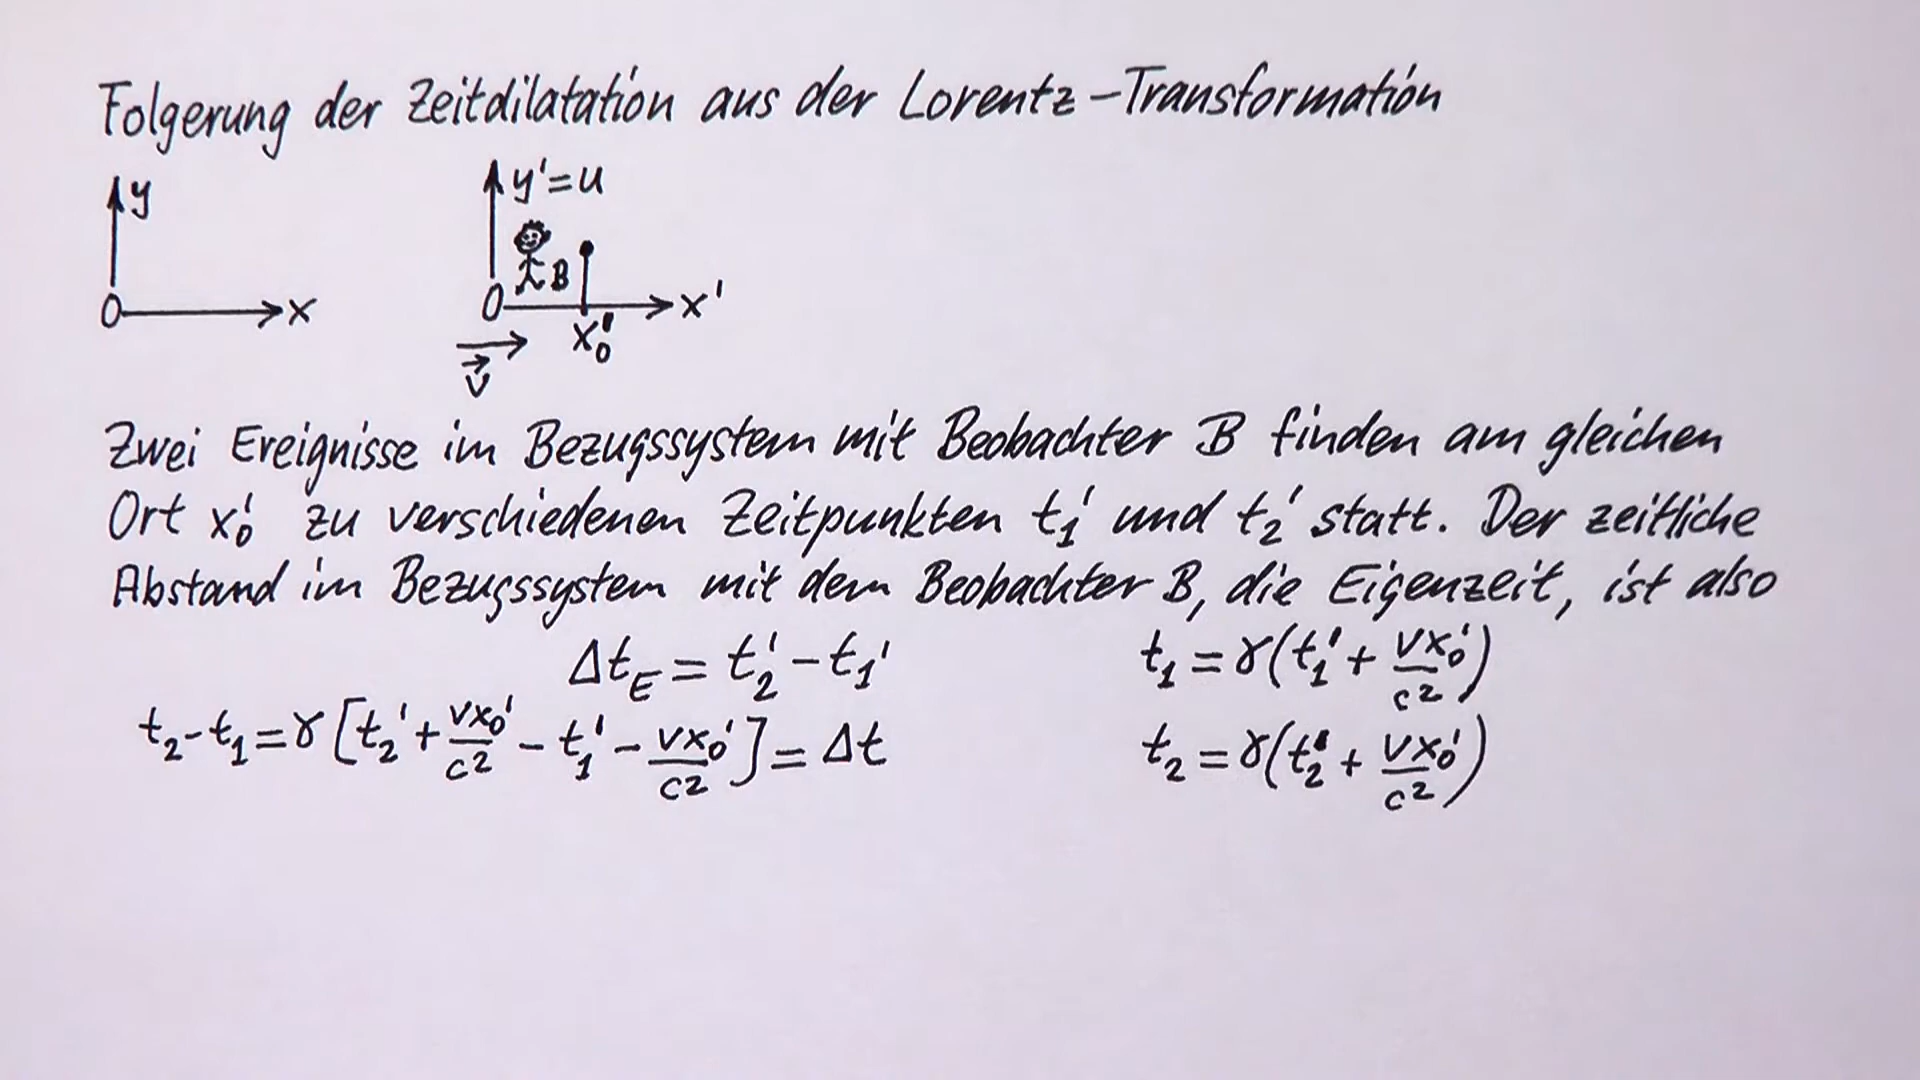 Folgerung der Zeitdilatation aus der Lorentz-Transformation
y
y'=u
B
0 x
0 x'
x₀'
v⃗
Zwei Ereignisse im Bezugssystem mit Beobachter B finden am gleichen
Ort x₀' zu verschiedenen Zeitpunkten t₁' und t₂' statt. Der zeitliche
Abstand im Bezugssystem mit dem Beobachter B, die Eigenzeit, ist also
Δt_E = t₂' - t₁'
t₁ = γ(t₁' + vx₀'/c²)
t₂ - t₁ = γ[t₂' + vx₀'/c² - t₁' - vx₀'/c²] = Δt
t₂ = γ(t₂' + vx₀'/c²)